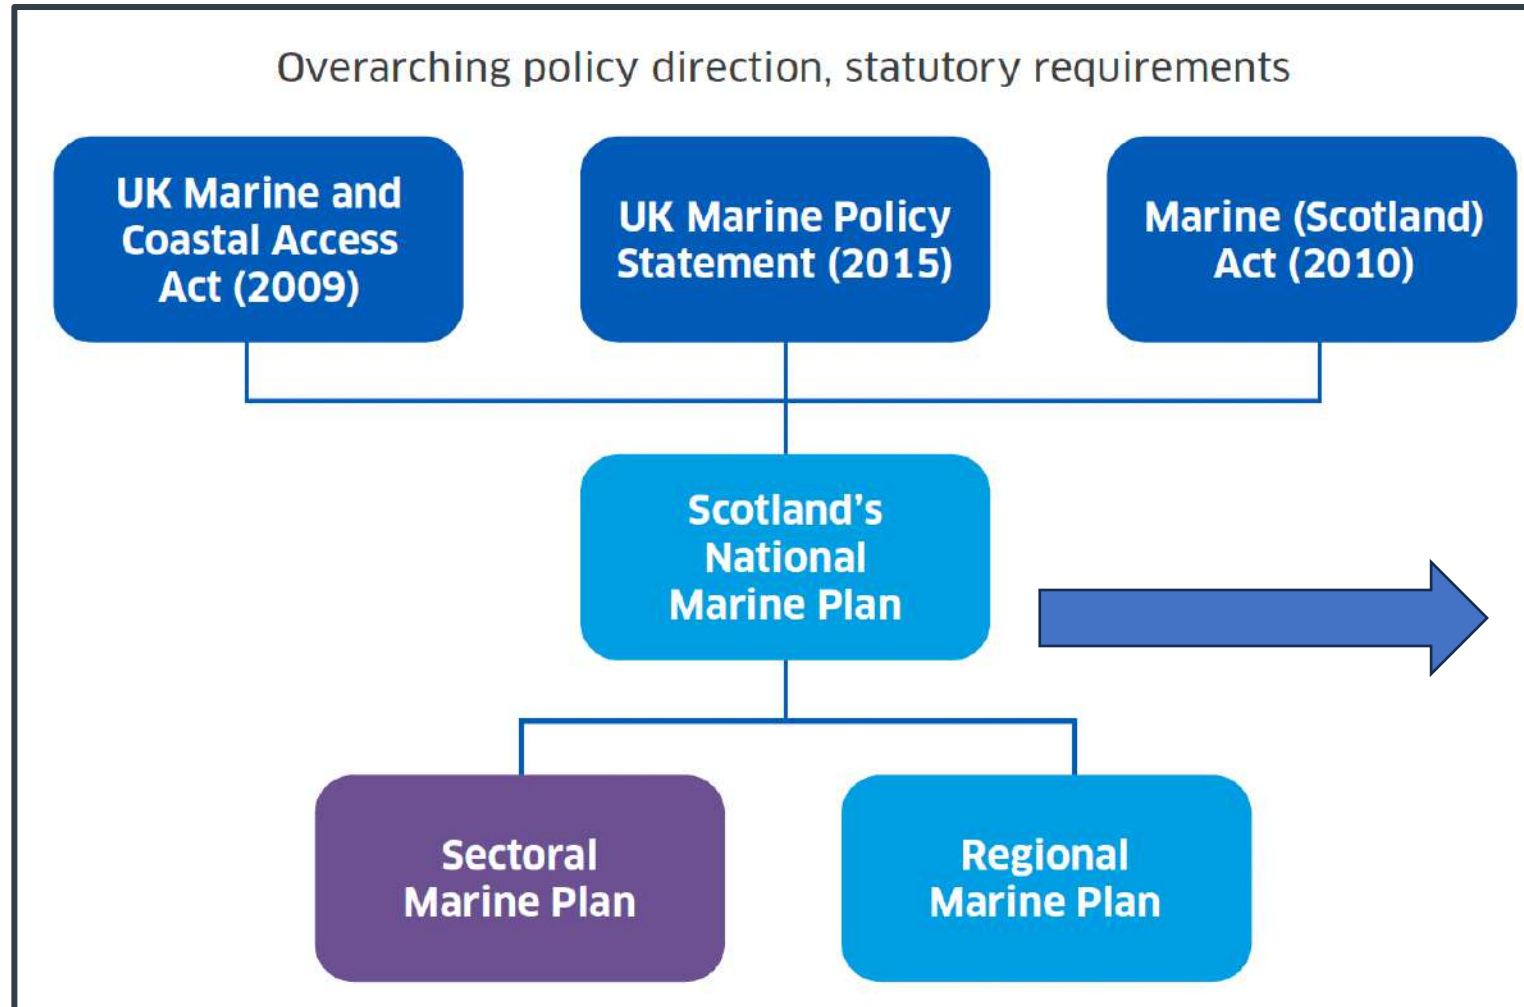 Overarching policy direction, statutory requirements
UK Marine and
Coastal Access
Act (2009)
UK Marine Policy
Statement (2015)
Marine (Scotland)
Act (2010)
Scotland’s
National
Marine Plan
Sectoral
Marine Plan
Regional
Marine Plan